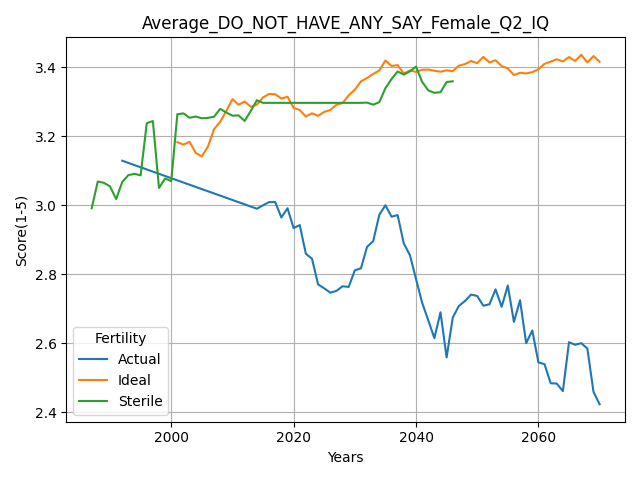 Average_DO_NOT_HAVE_ANY_SAY_Female_Q2_IQ
Score(1-5)
3.4
3.2
3.0
2.8
2.6
2.4
Fertility
Actual
Ideal
Sterile
2000
2020
2040
2060
Years